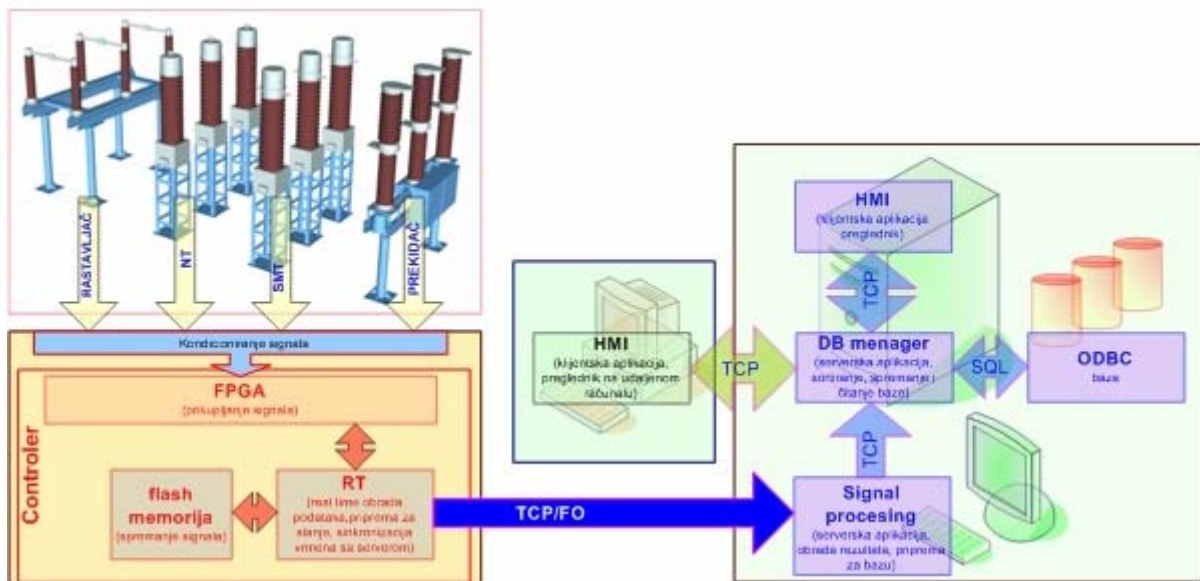 RASTAVLJAČ
NT
SMT
PREKIDAČ
Kondicioniranje signala
FPGA
(prikupljanje signala)
Controler
flash
memorija
(spremanje signala)
RT
(real time obrada
podataka, priprema za
slanje, sinkronizacija
vremena sa serverom)
TCP/FO
HMI
(klijentska aplikacija,
preglednik na udaljenom
računalu)
TCP
HMI
(klijentska aplikacija
preglednik)
TCP
DB menager
(serverska aplikacija,
sortiranje, spremanje i
čitanje baze)
SQL
ODBC
baza
TCP
Signal
procesing
(serverska aplikacija,
obrada rezultata, priprema
za bazu)